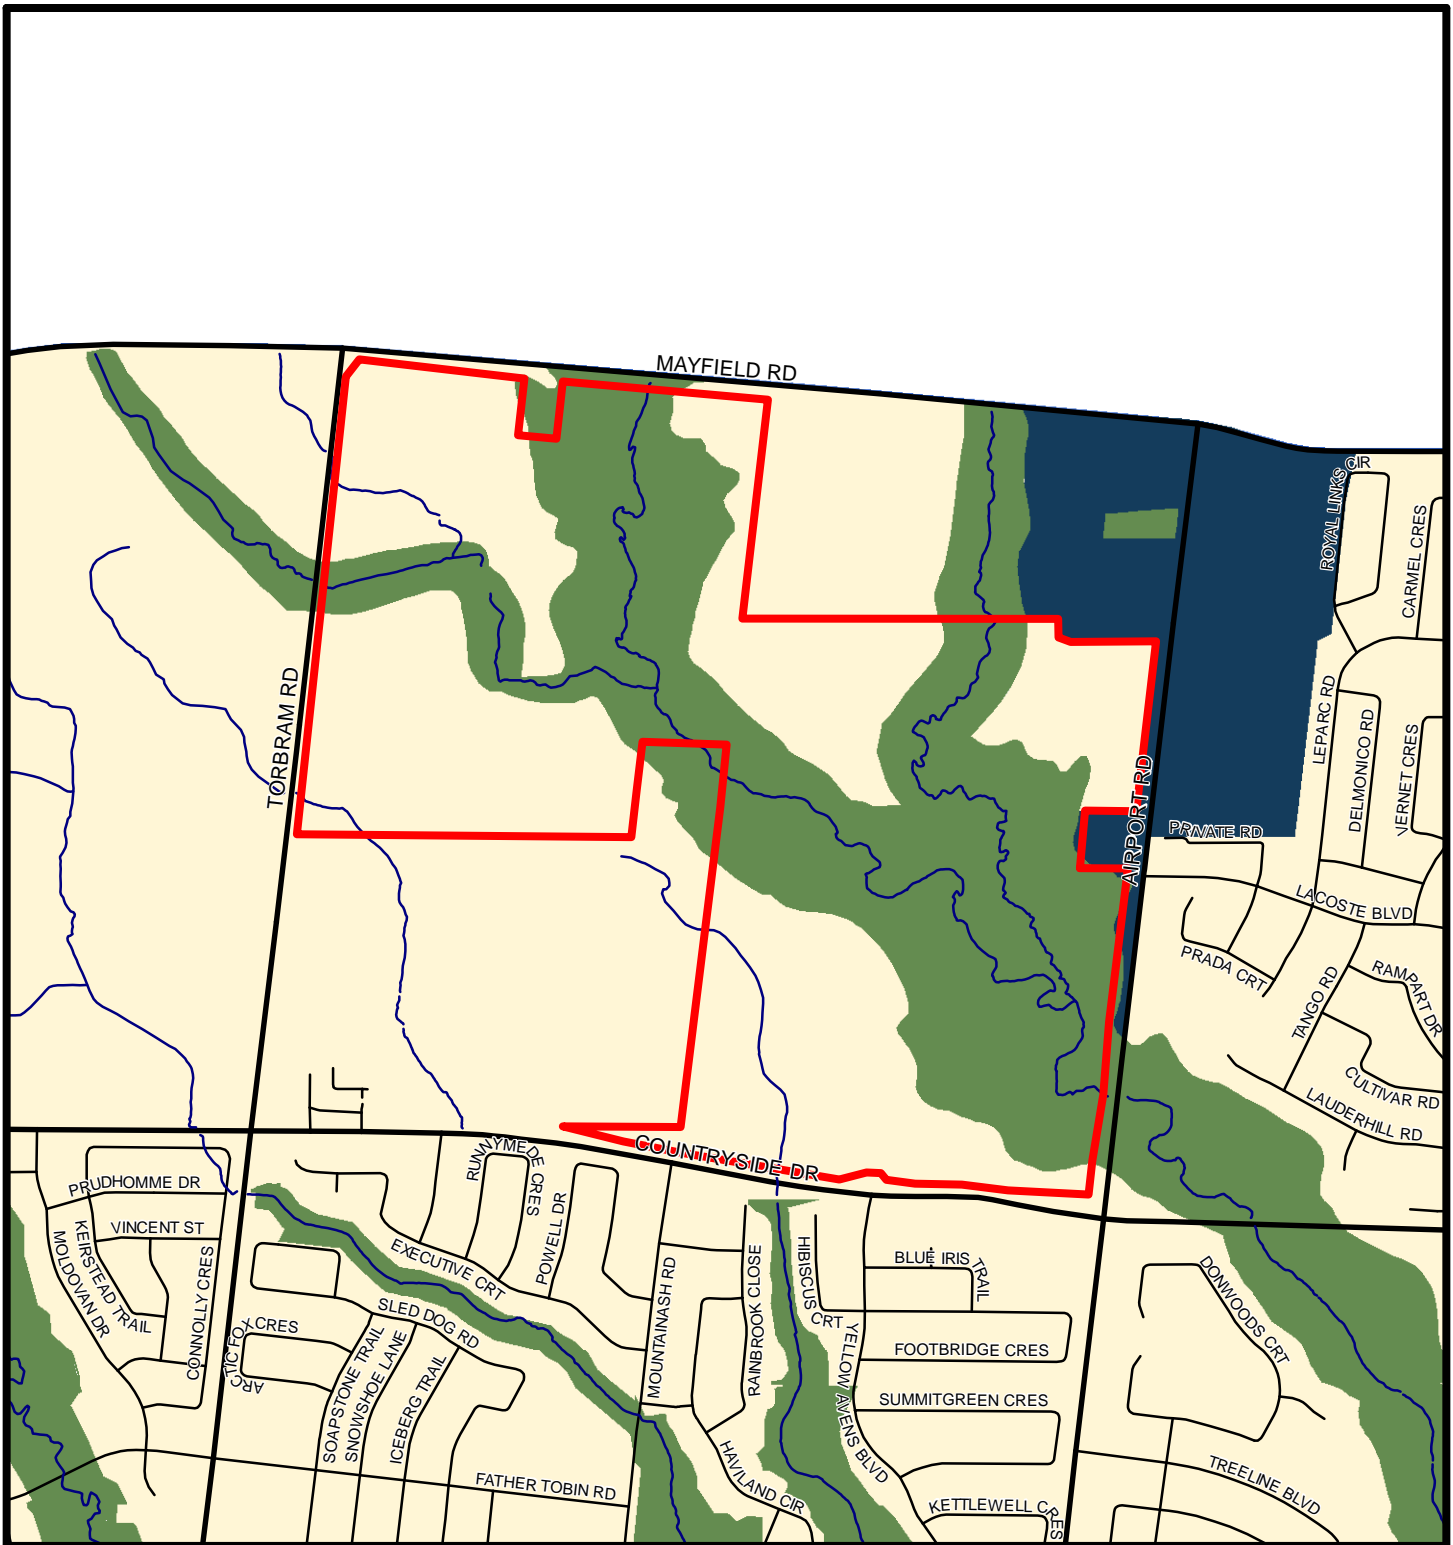 MAYFIELD RD
ROYAL LINKS CIR
CARMEL CRES
TORBRAM RD
LEPARC RD
DELMONICO RD
VERNET CRES
AIRPORT RD
PRIVATE RD
LACOSTE BLVD
PRADA CRT
TANGO RD
RAMPART DR
CULTIVAR RD
LAUDERHILL RD
COUNTRYSIDE DR
RUNNYMEDE CRES
PRUDHOMME DR
VINCENT ST
KEIRSTEAD TRAIL
MOLDOVAN DR
CONNOLLY CRES
POWELL DR
EXECUTIVE CRT
MOUNTAINASH RD
RAINBROOK CLOSE
HIBISCUS CRT
BLUE IRIS TRAIL
DONWOODS CRT
ARCTIC FOX CRES
SLED DOG RD
SOAPSTONE TRAIL
SNOWSHOE LANE
ICEBERG TRAIL
YELLOW AVENS BLVD
FOOTBRIDGE CRES
SUMMITGREEN CRES
HAVILAND CIR
FATHER TOBIN RD
KETTLEWELL CRES
TREELINE BLVD